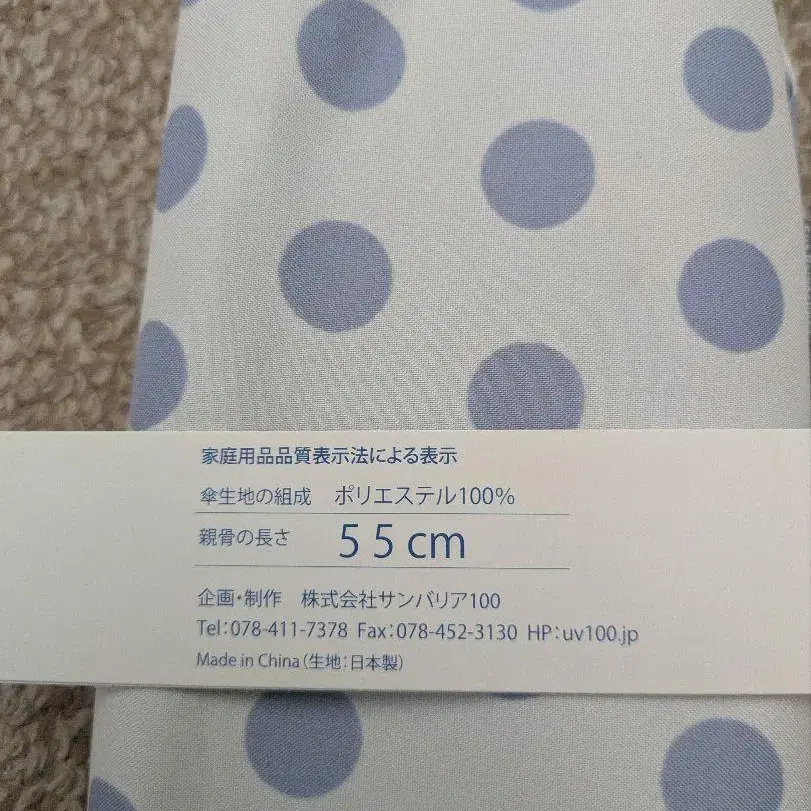 家庭用品品質表示法による表示
傘生地の組成 ポリエステル100%
親骨の長さ 55cm
企画・制作 株式会社サンバリア100
Tel:078-411-7378 Fax:078-452-3130 HP:uv100.jp
Made in China(生地:日本製)